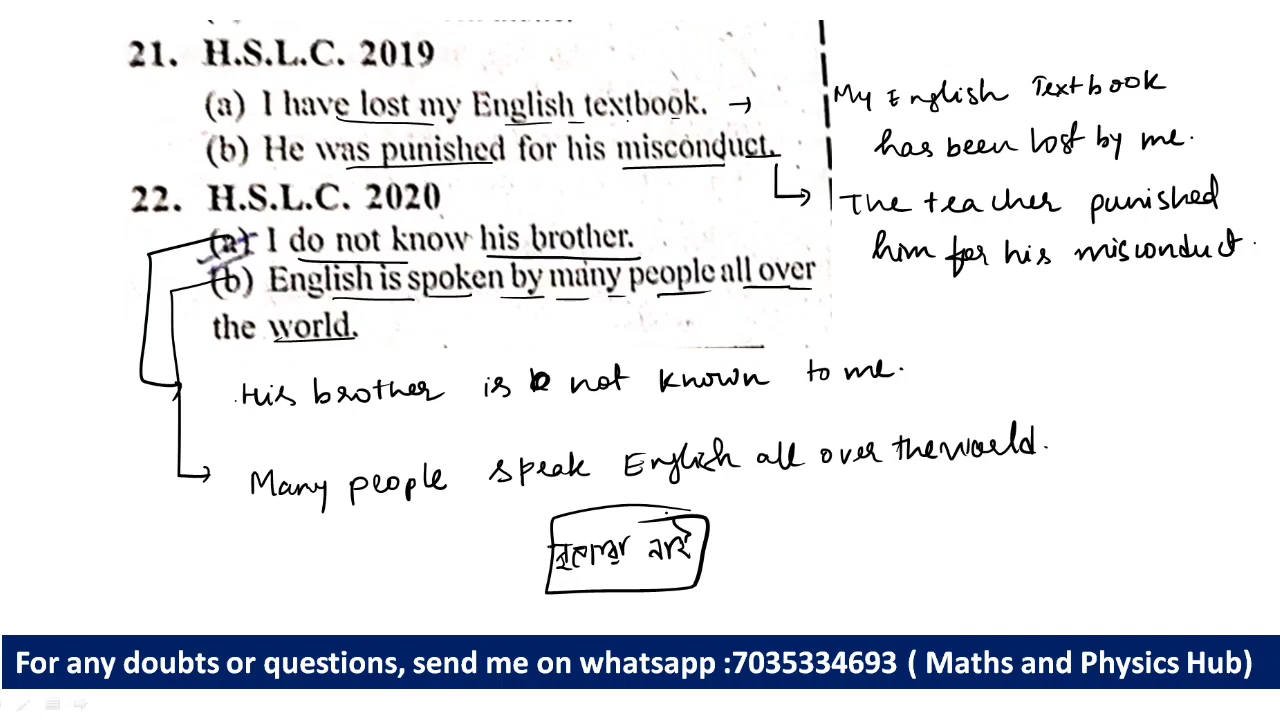 21. H.S.L.C. 2019
(a) I have lost my English textbook. →
My English Textbook
has been lost by me.
(b) He was punished for his misconduct.
The teacher punished
him for his misconduct.
22. H.S.L.C. 2020
(a) I do not know his brother.
(b) English is spoken by many people all over
the world.
His brother is not known to me.
Many people speak English all over the world.
নাই
For any doubts or questions, send me on whatsapp :7035334693 ( Maths and Physics Hub)